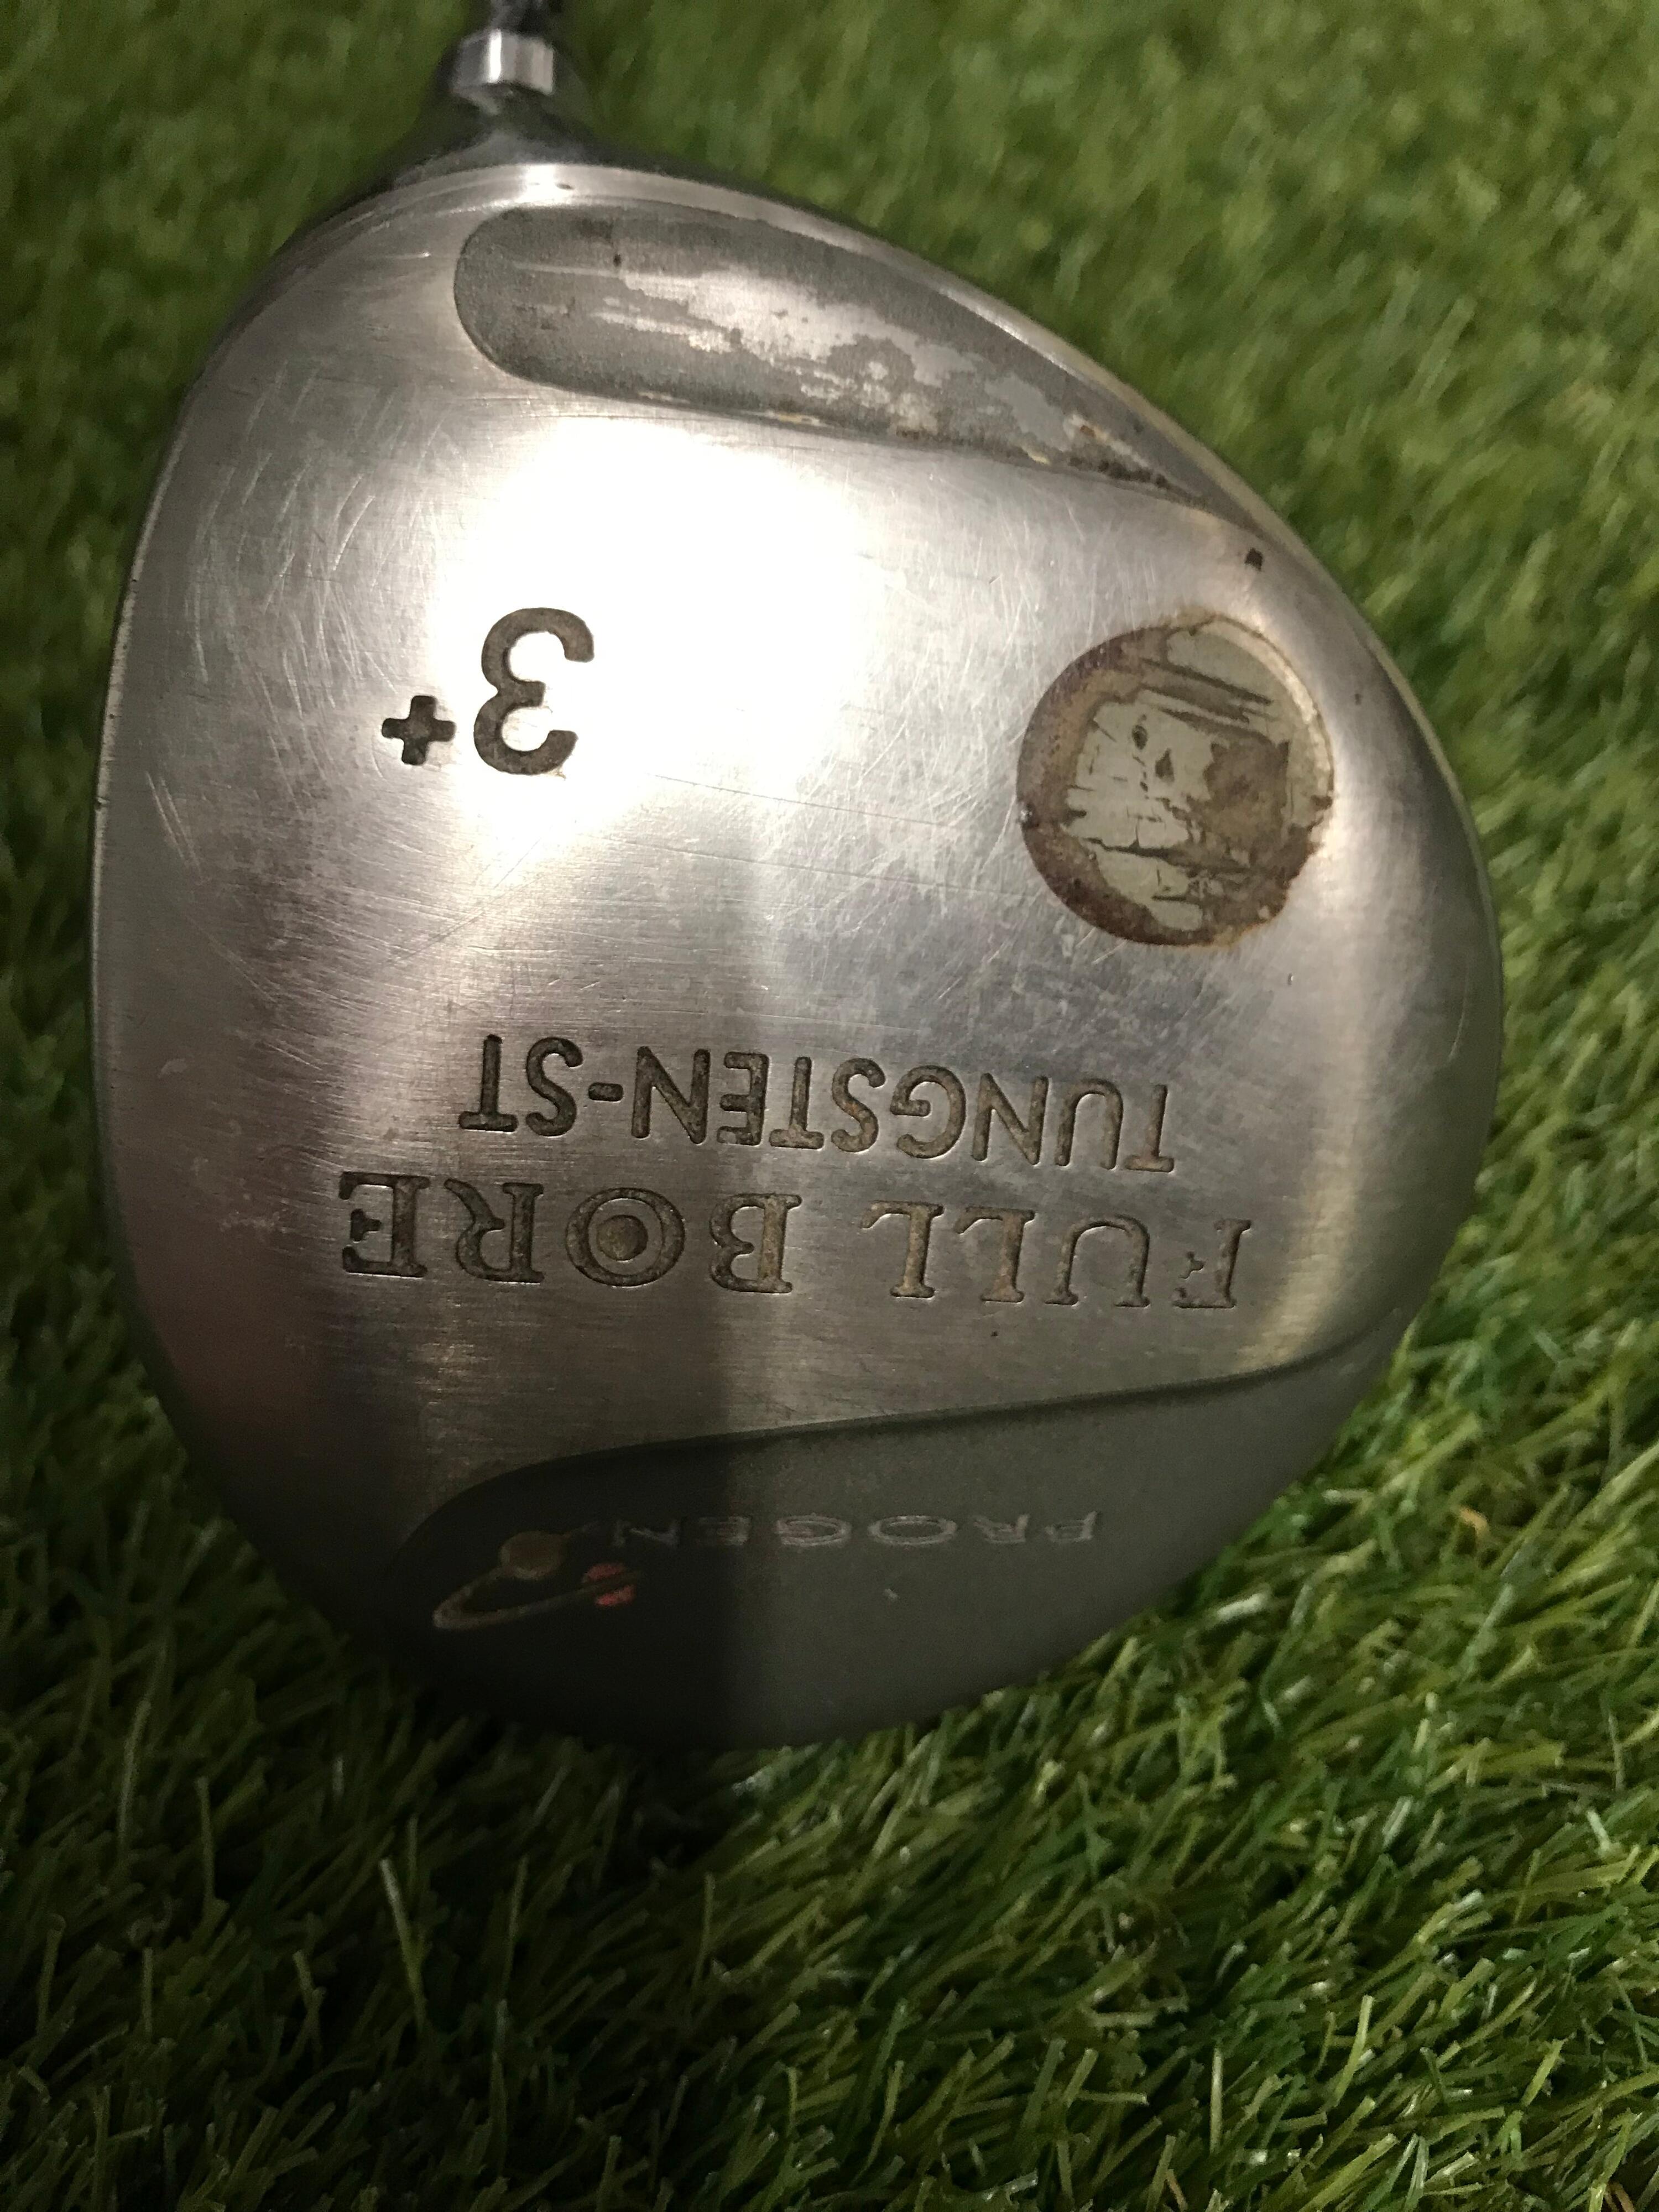 PROGEN
FULL BORE
TUNGSTEN-ST
3+